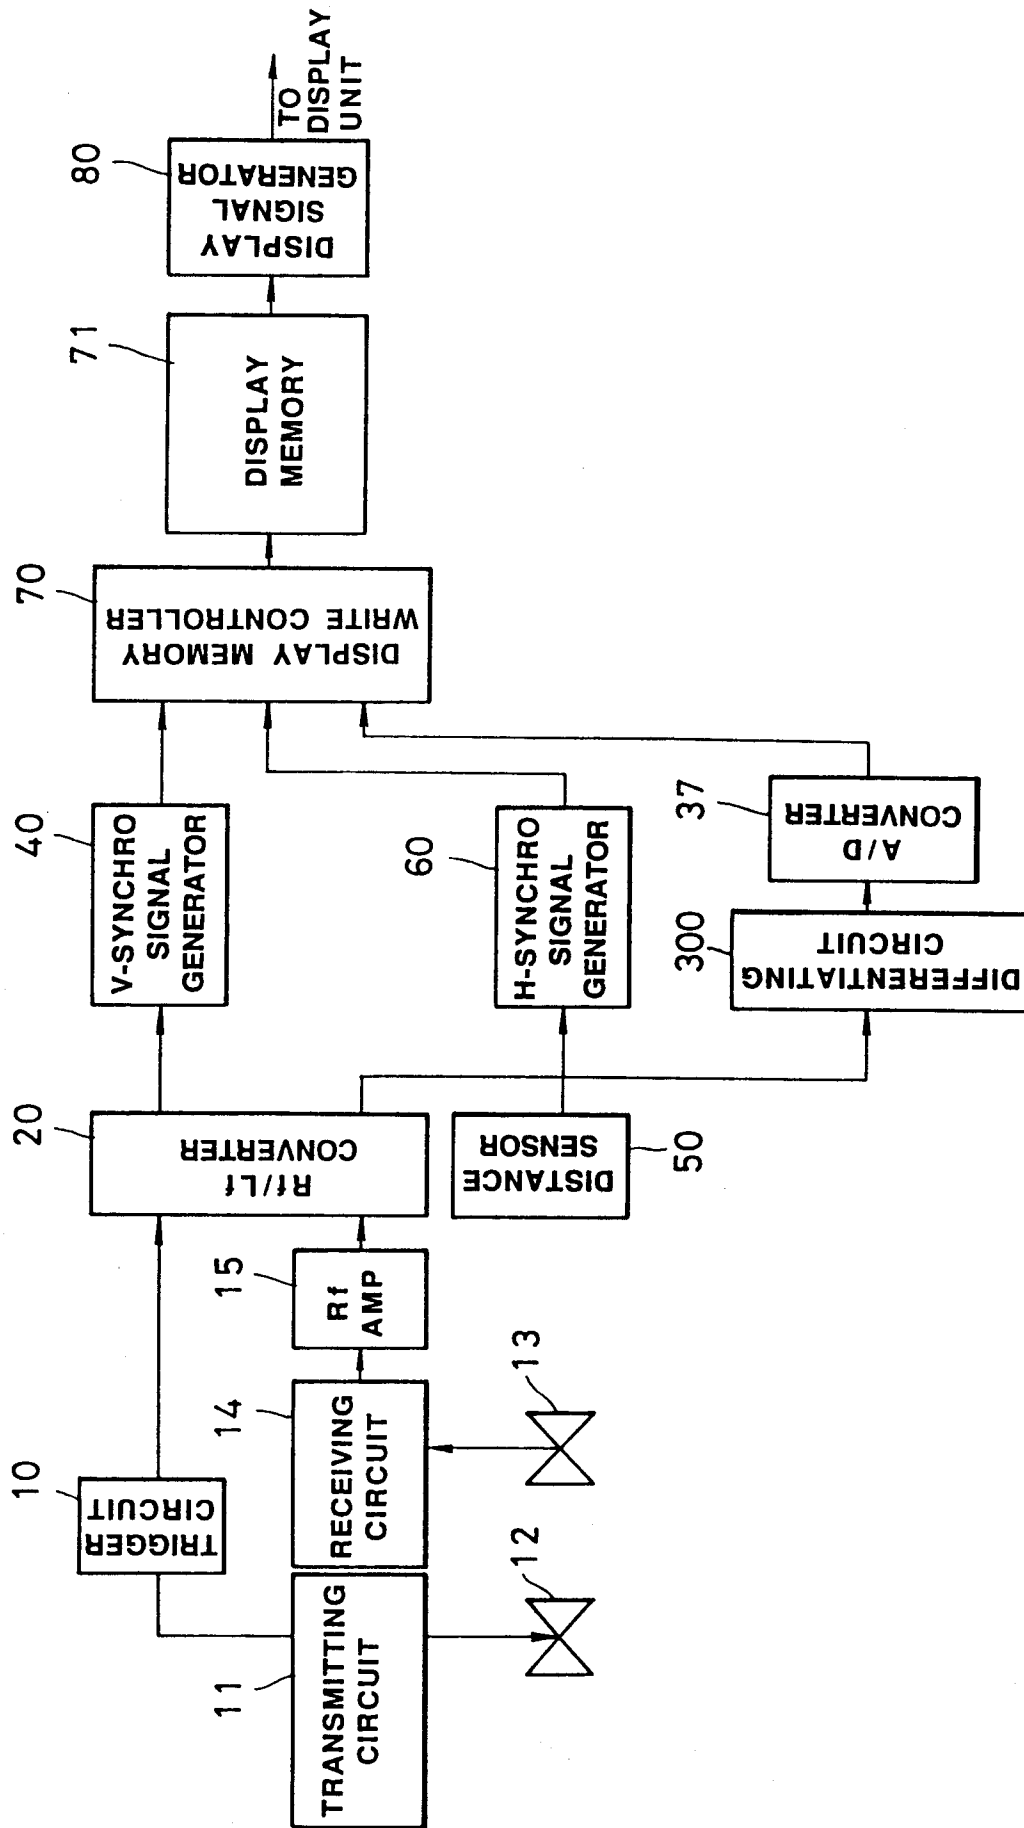 10
TRIGGER
CIRCUIT
11
TRANSMITTING
CIRCUIT
12
14
RECEIVING
CIRCUIT
13
15
Rf
AMP
20
Rf/Lf
CONVERTER
50
DISTANCE
SENSOR
40
V-SYNCHRO
SIGNAL
GENERATOR
60
H-SYNCHRO
SIGNAL
GENERATOR
300
DIFFERENTIATING
CIRCUIT
37
A/D
CONVERTER
70
DISPLAY MEMORY
WRITE CONTROLLER
71
DISPLAY
MEMORY
80
DISPLAY
SIGNAL
GENERATOR
TO
DISPLAY
UNIT